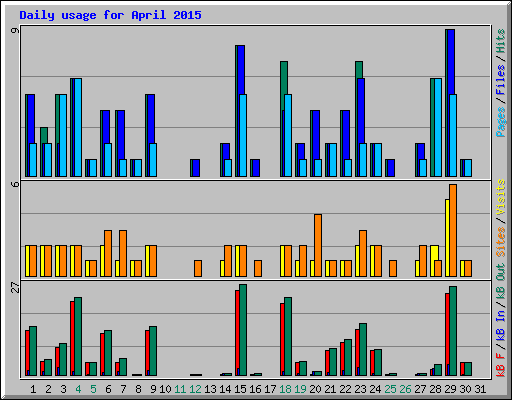 Daily usage for April 2015
9
6
27
Pages / Files / Hits
Sites / Visits
kB F / kB In / kB Out
1 2 3 4 5 6 7 8 9 10 11 12 13 14 15 16 17 18 19 20 21 22 23 24 25 26 27 28 29 30 31